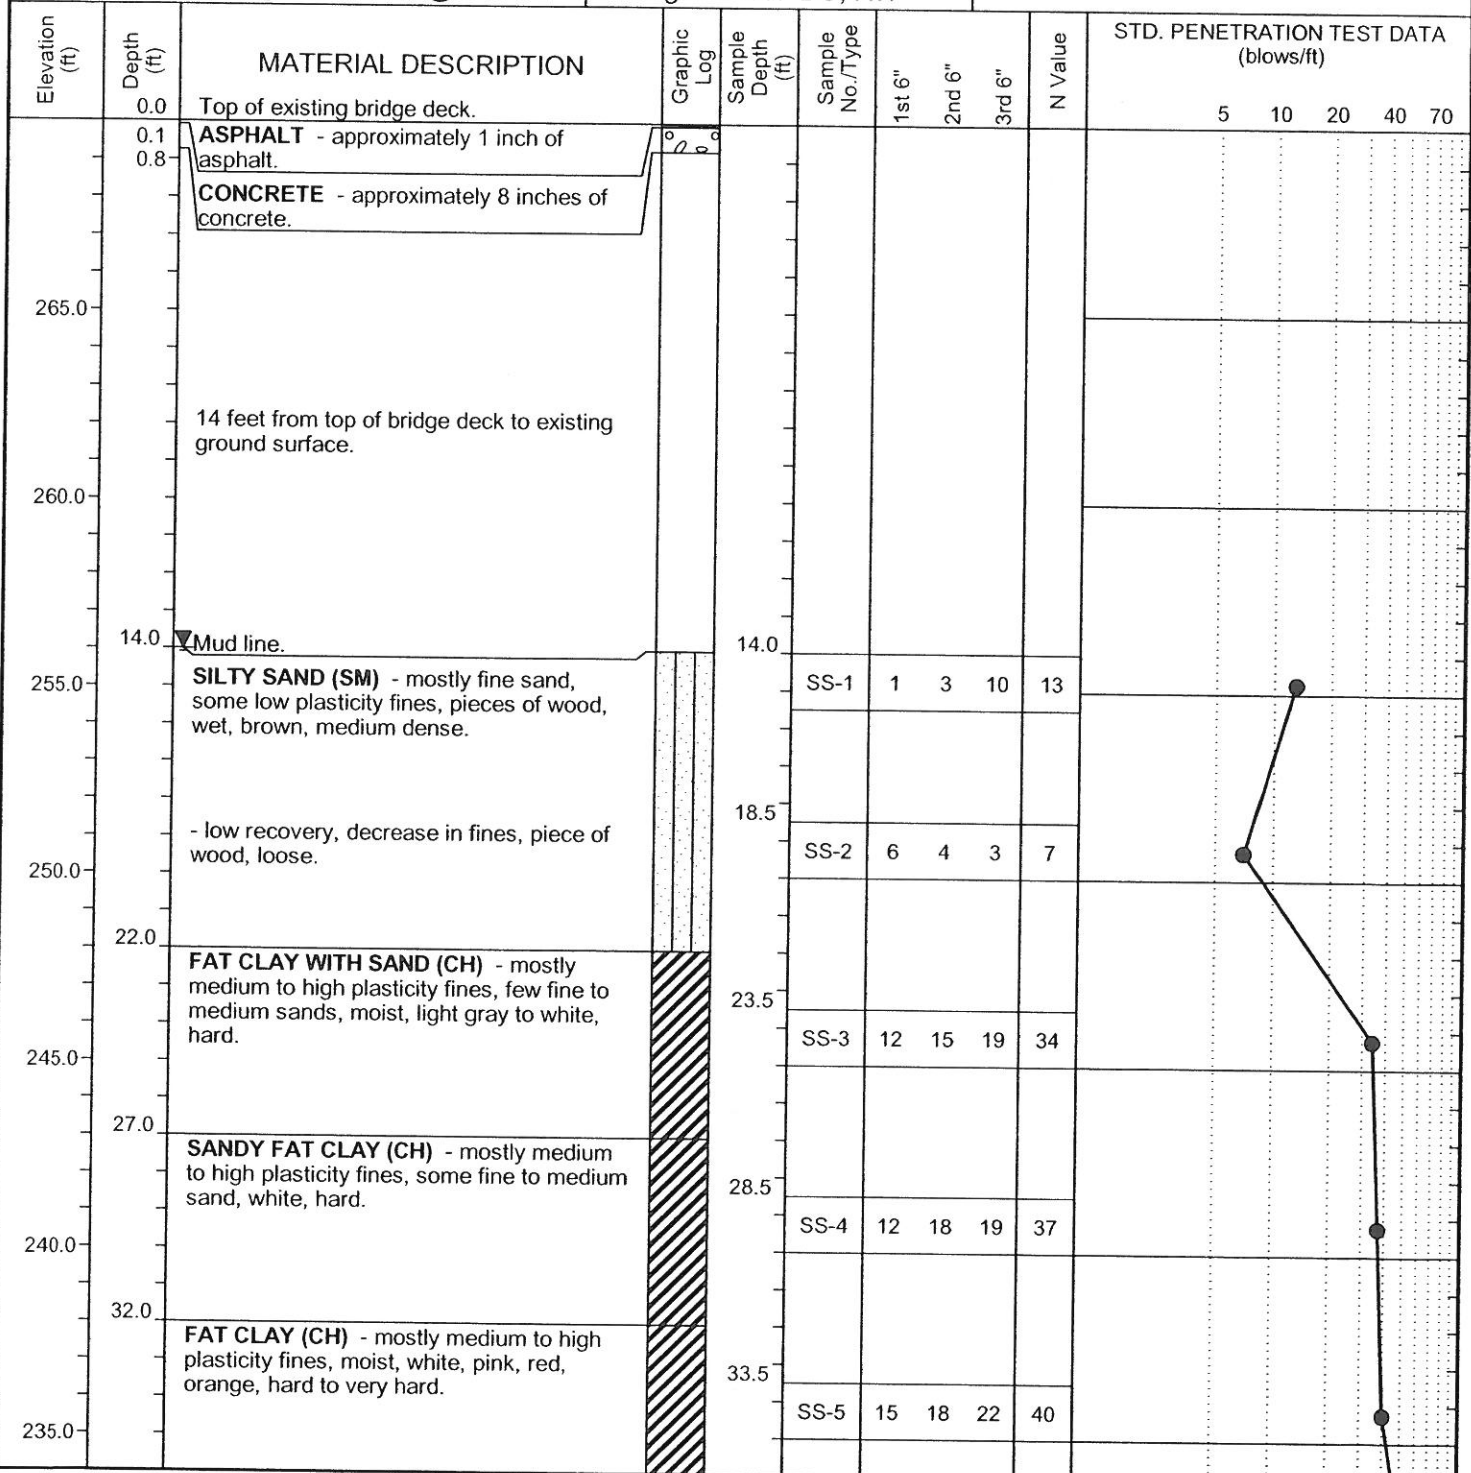 Elevation (ft)
Depth (ft)
MATERIAL DESCRIPTION
Graphic Log
Sample Depth (ft)
Sample No./Type
1st 6"
2nd 6"
3rd 6"
N Value
STD. PENETRATION TEST DATA
(blows/ft)
5 10 20 40 70
0.0 Top of existing bridge deck.
0.1 ASPHALT - approximately 1 inch of
0.8 asphalt.
CONCRETE - approximately 8 inches of
concrete.
265.0
14 feet from top of bridge deck to existing
ground surface.
260.0
14.0 Mud line. 14.0
SILTY SAND (SM) - mostly fine sand,
255.0 SS-1 1 3 10 13
some low plasticity fines, pieces of wood,
wet, brown, medium dense.
18.5
- low recovery, decrease in fines, piece of
wood, loose. SS-2 6 4 3 7
250.0
22.0
FAT CLAY WITH SAND (CH) - mostly
medium to high plasticity fines, few fine to
medium sands, moist, light gray to white, 23.5
hard. SS-3 12 15 19 34
245.0
27.0
SANDY FAT CLAY (CH) - mostly medium
to high plasticity fines, some fine to medium
sand, white, hard. 28.5
SS-4 12 18 19 37
240.0
32.0
FAT CLAY (CH) - mostly medium to high
plasticity fines, moist, white, pink, red,
orange, hard to very hard. 33.5
SS-5 15 18 22 40
235.0